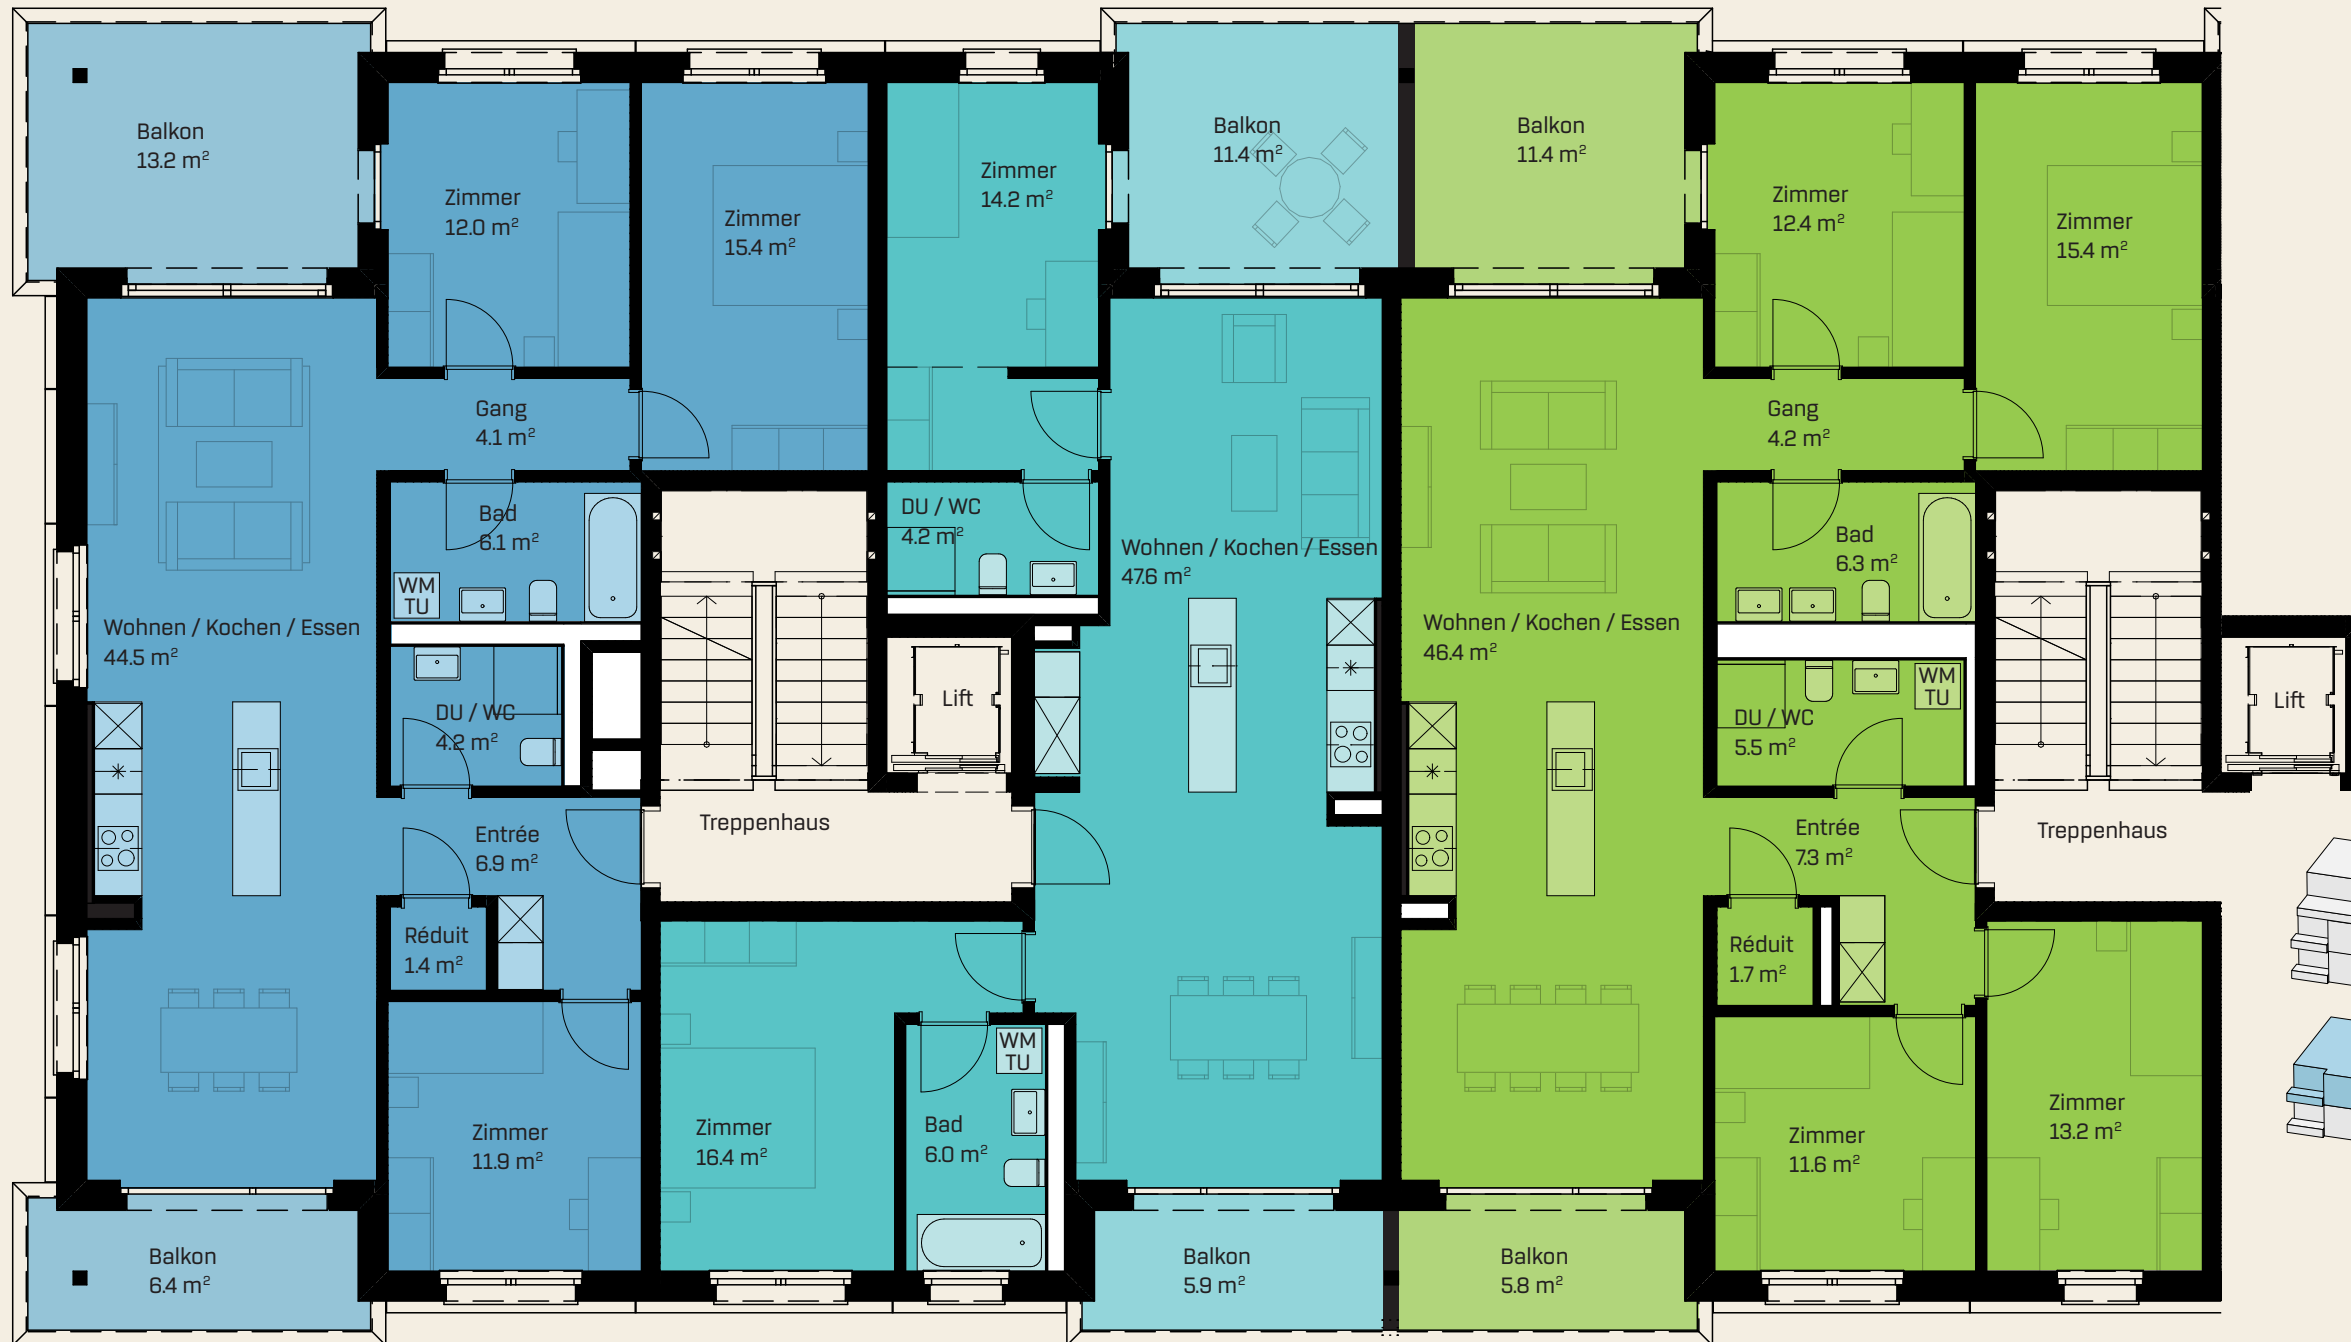 Balkon
13.2 m²
Zimmer
12.0 m²
Zimmer
15.4 m²
Gang
4.1 m²
Bad
6.1 m²
WM
TU
Wohnen / Kochen / Essen
44.5 m²
DU / WC
4.2 m²
Entrée
6.9 m²
Réduit
1.4 m²
Zimmer
11.9 m²
Balkon
6.4 m²
Treppenhaus
Lift
Zimmer
14.2 m²
Balkon
11.4 m²
DU / WC
4.2 m²
Wohnen / Kochen / Essen
47.6 m²
Zimmer
16.4 m²
WM
TU
Bad
6.0 m²
Balkon
5.9 m²
Balkon
11.4 m²
Zimmer
12.4 m²
Zimmer
15.4 m²
Gang
4.2 m²
Bad
6.3 m²
Wohnen / Kochen / Essen
46.4 m²
WM
TU
DU / WC
5.5 m²
Entrée
7.3 m²
Réduit
1.7 m²
Zimmer
11.6 m²
Zimmer
13.2 m²
Balkon
5.8 m²
Lift
Treppenhaus